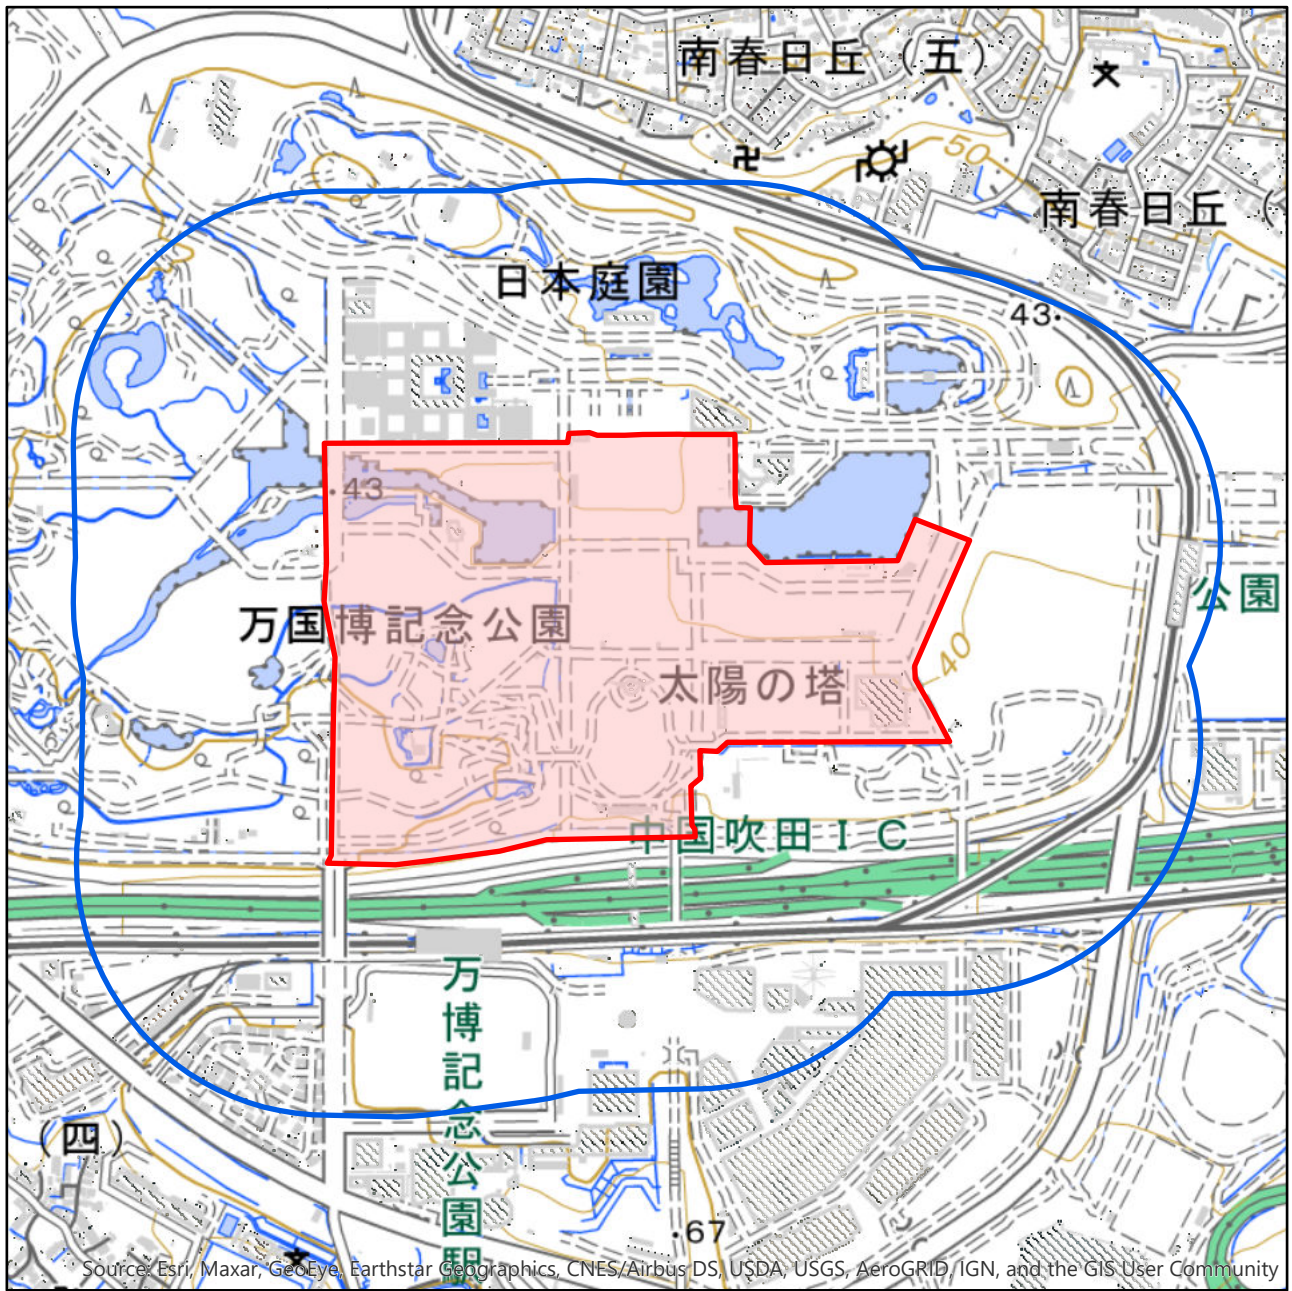 南春日丘（五）
50
南春日丘（
日本庭園
43
43
公園
万国博記念公園
40
太陽の塔
中国吹田ＩＣ
万博記念公園駅
（四）
67
Source: Esri, Maxar, GeoEye, Earthstar Geographics, CNES/Airbus DS, USDA, USGS, AeroGRID, IGN, and the GIS User Community